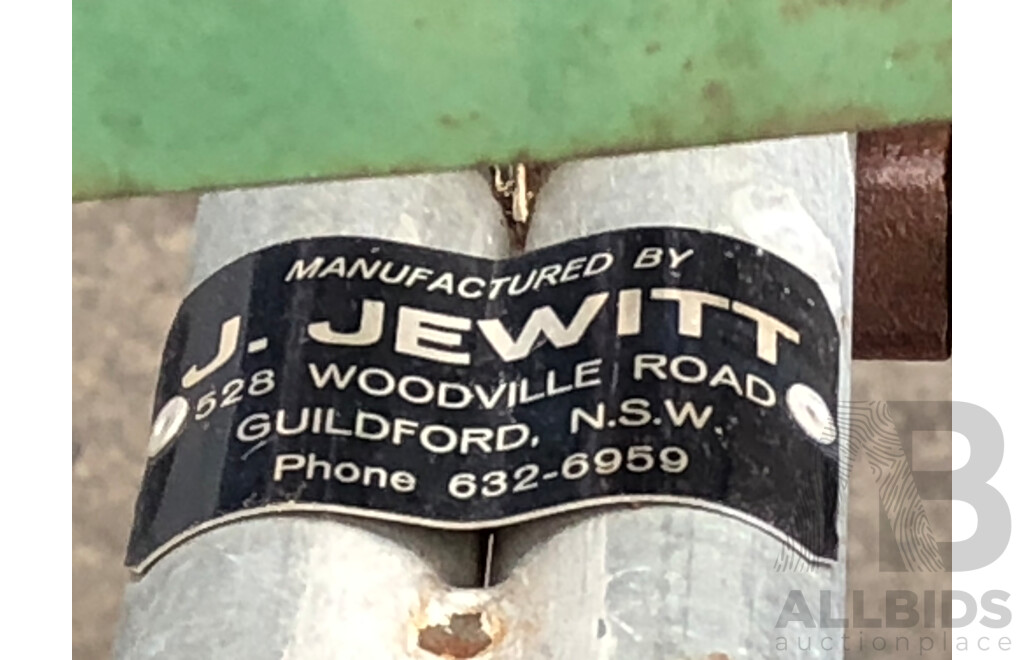 MANUFACTURED BY
J. JEWITT
528 WOODVILLE ROAD
GUILDFORD, N.S.W.
Phone 632-6959
B
ALLBIDS
auctionplace